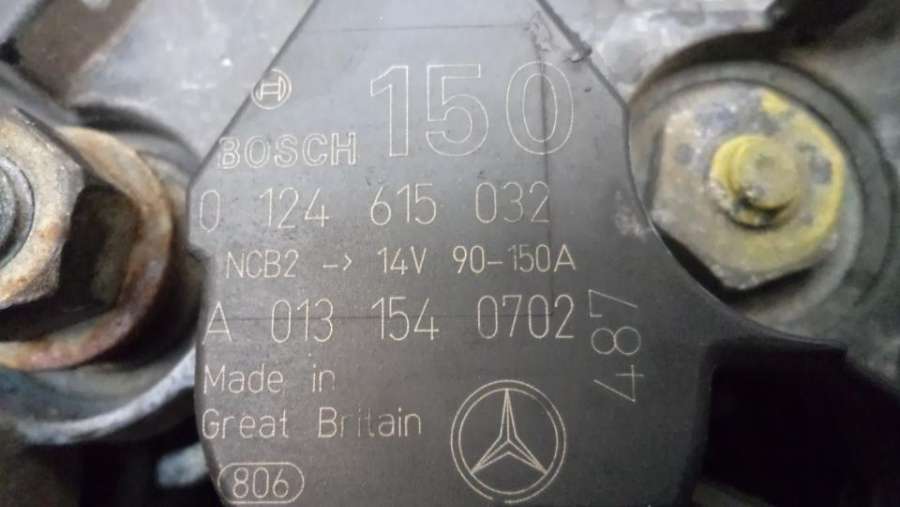 150
BOSCH
0 124 615 032
NCB2 -> 14V 90-150A
A 013 154 0702
487
Made in
Great Britain
806